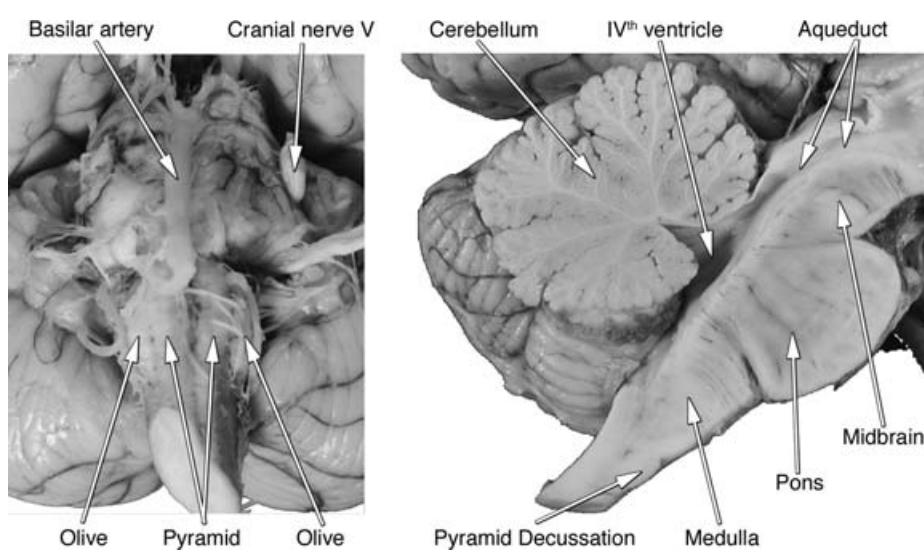 Basilar artery
Cranial nerve V
Cerebellum
IVth ventricle
Aqueduct
Midbrain
Pons
Olive
Pyramid
Olive
Pyramid Decussation
Medulla